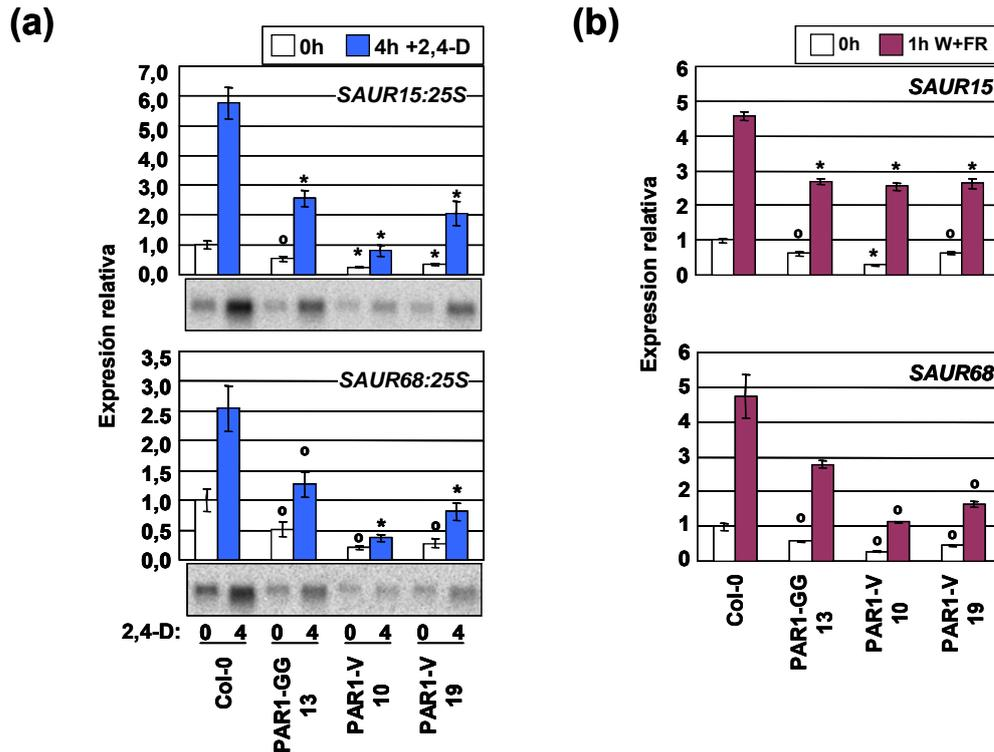 (a)
0h 4h +2,4-D
Expresión relativa
7,0
6,0
5,0
4,0
3,0
2,0
1,0
0,0
SAUR15:25S
o * * * * *
3,5
3,0
2.5
2,0
1,5
1,0
0,5
0,0
SAUR68:25S
o o o * o *
2,4-D: 0 4 0 4 0 4 0 4
Col-0
PAR1-GG 13
PAR1-V 10
PAR1-V 19
(b)
0h 1h W+FR
Expression relativa
6
5
4
3
2
1
0
SAUR15
o * * * o *
6
5
4
3
2
1
0
SAUR68
o o o o o
Col-0
PAR1-GG 13
PAR1-V 10
PAR1-V 19